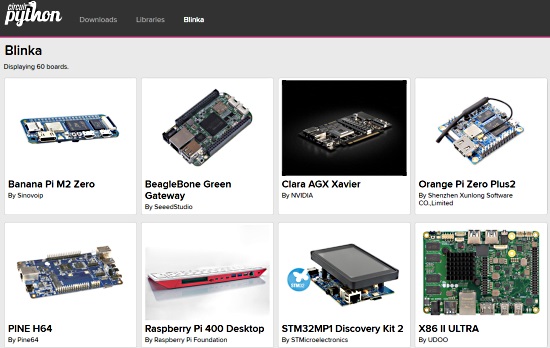 circuit
python
Downloads
Libraries
Blinka
Blinka
Displaying 60 boards.
Banana Pi M2 Zero
By Sinovoip
BeagleBone Green
Gateway
By SeeedStudio
Clara AGX Xavier
By NVIDIA
Orange Pi Zero Plus2
By Shenzhen Xunlong Software
CO.,Limited
PINE H64
By Pine64
Raspberry Pi 400 Desktop
By Raspberry Pi Foundation
STM32
STM32MP1 Discovery Kit 2
By STMicroelectronics
X86 II ULTRA
By UDOO